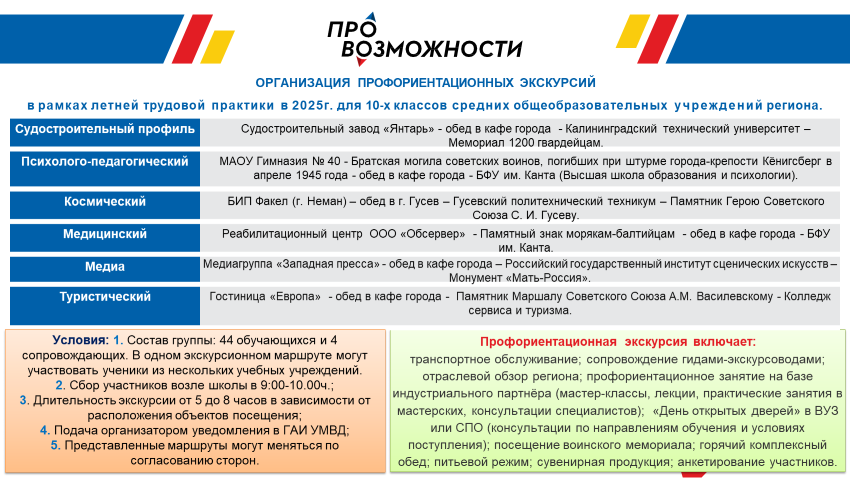 ПРО
ВОЗМОЖНОСТИ
ОРГАНИЗАЦИЯ ПРОФОРИЕНТАЦИОННЫХ ЭКСКУРСИЙ
в рамках летней трудовой практики в 2025г. для 10-х классов средних общеобразовательных учреждений региона.
Судостроительный профиль
Судостроительный завод «Янтарь» - обед в кафе города - Калининградский технический университет –
Мемориал 1200 гвардейцам.
Психолого-педагогический
МАОУ Гимназия № 40 - Братская могила советских воинов, погибших при штурме города-крепости Кёнигсберг в
апреле 1945 года - обед в кафе города - БФУ им. Канта (Высшая школа образования и психологии).
Космический
БИП Факел (г. Неман) – обед в г. Гусев – Гусевский политехнический техникум – Памятник Герою Советского
Союза С. И. Гусеву.
Медицинский
Реабилитационный центр ООО «Обсервер» - Памятный знак морякам-балтийцам - обед в кафе города - БФУ
им. Канта.
Медиа
Медиагруппа «Западная пресса» - обед в кафе города – Российский государственный институт сценических искусств –
Монумент «Мать-Россия».
Туристический
Гостиница «Европа» - обед в кафе города - Памятник Маршалу Советского Союза А.М. Василевскому - Колледж
сервиса и туризма.
Условия: 1. Состав группы: 44 обучающихся и 4
сопровождающих. В одном экскурсионном маршруте могут
участвовать ученики из нескольких учебных учреждений.
2. Сбор участников возле школы в 9:00-10.00ч.;
3. Длительность экскурсии от 5 до 8 часов в зависимости от
расположения объектов посещения;
4. Подача организатором уведомления в ГАИ УМВД;
5. Представленные маршруты могут меняться по
согласованию сторон.
Профориентационная экскурсия включает:
транспортное обслуживание; сопровождение гидами-экскурсоводами;
отраслевой обзор региона; профориентационное занятие на базе
индустриального партнёра (мастер-классы, лекции, практические занятия в
мастерских, консультации специалистов); «День открытых дверей» в ВУЗ
или СПО (консультации по направлениям обучения и условиях
поступления); посещение воинского мемориала; горячий комплексный
обед; питьевой режим; сувенирная продукция; анкетирование участников.